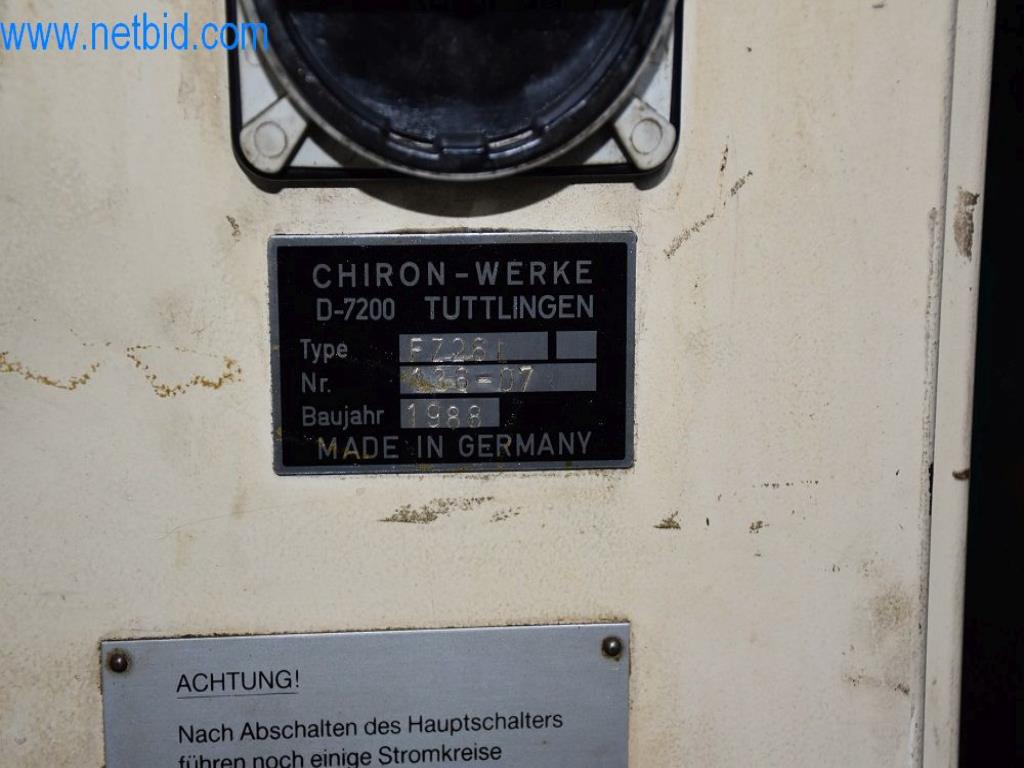 www.netbid.com
CHIRON-WERKE
D-7200 TUTTLINGEN
Type
Nr.
Baujahr 1988
MADE IN GERMANY
ACHTUNG!
Nach Abschalten des Hauptschalters
führen noch einige Stromkreise